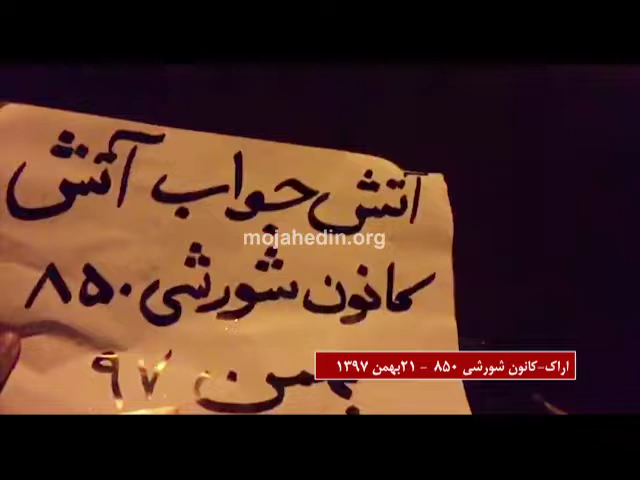 آتش جواب آتش
mojahedin.org
کانون شورشی ۸۵۰
بهمن ۹۷
اراک-کانون شورشی ۸۵۰ - ۲۱بهمن ۱۳۹۷